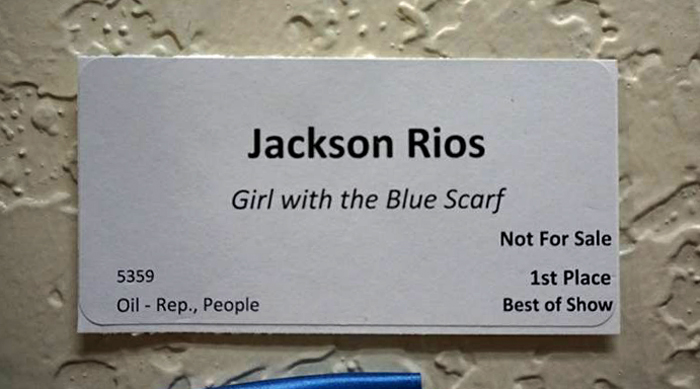 Jackson Rios
Girl with the Blue Scarf
Not For Sale
5359
1st Place
Oil - Rep., People
Best of Show